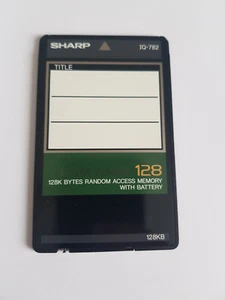 SHARP IQ-782
TITLE
128
128K BYTES RANDOM ACCESS MEMORY
WITH BATTERY
128KB